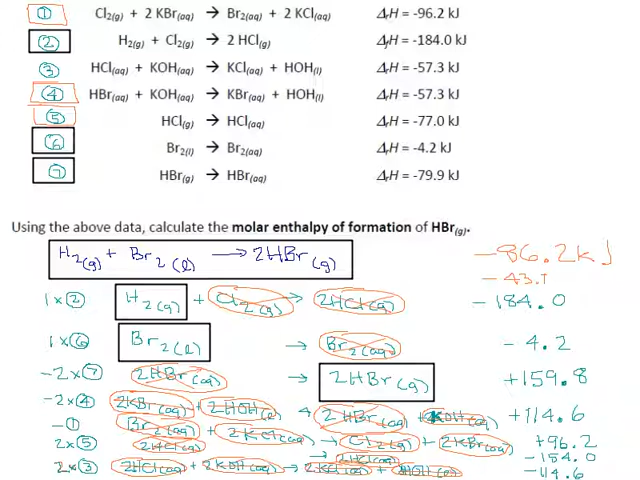 ① Cl2(g) + 2 KBr(aq) → Br2(aq) + 2 KCl(aq) ΔrH = -96.2 kJ
② H2(g) + Cl2(g) → 2 HCl(g) ΔrH = -184.0 kJ
③ HCl(aq) + KOH(aq) → KCl(aq) + HOH(l) ΔrH = -57.3 kJ
④ HBr(aq) + KOH(aq) → KBr(aq) + HOH(l) ΔrH = -57.3 kJ
⑤ HCl(g) → HCl(aq) ΔrH = -77.0 kJ
⑥ Br2(l) → Br2(aq) ΔrH = -4.2 kJ
⑦ HBr(g) → HBr(aq) ΔrH = -79.9 kJ
Using the above data, calculate the molar enthalpy of formation of HBr(g).
H2(g) + Br2(l) → 2HBr(g) -86.2kJ
-43.1
1×② H2(g) + Cl2(g) → 2HCl(g) -184.0
1×⑥ Br2(l) → Br2(aq) -4.2
-2×⑦ 2HBr(aq) → 2HBr(g) +159.8
-2×④ 2KBr(aq) + 2HOH(l) → 2HBr(aq) + KOH(aq) +114.6
-① Br2(aq) + 2KCl(aq) → Cl2(g) + 2KBr(aq) +96.2
2×⑤ 2HCl(g) → 2HCl(aq) -154.0
2×③ 2HCl(aq) + 2KOH(aq) → 2KCl(aq) + 2HOH(l) -114.6